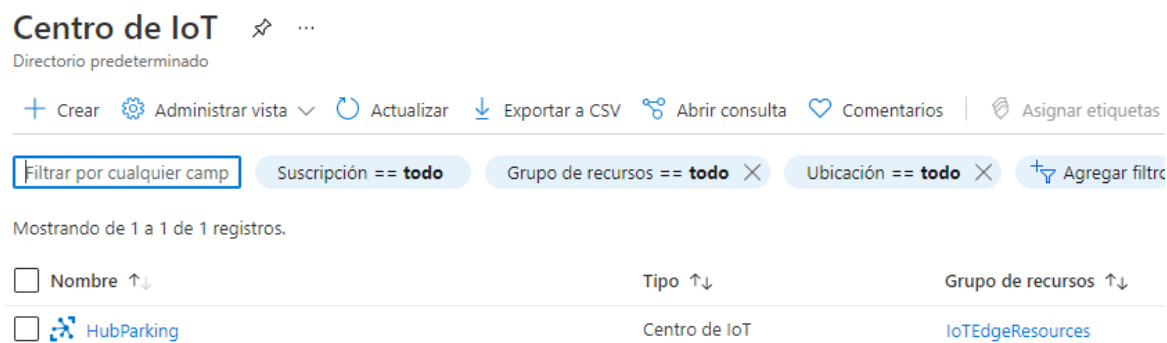 Centro de IoT
Directorio predeterminado
Crear Administrar vista Actualizar Exportar a CSV Abrir consulta Comentarios Asignar etiquetas
Filtrar por cualquier camp Suscripción == todo Grupo de recursos == todo Ubicación == todo Agregar filtro
Mostrando de 1 a 1 de 1 registros.
Nombre Tipo Grupo de recursos
HubParking Centro de IoT IoTEdgeResources